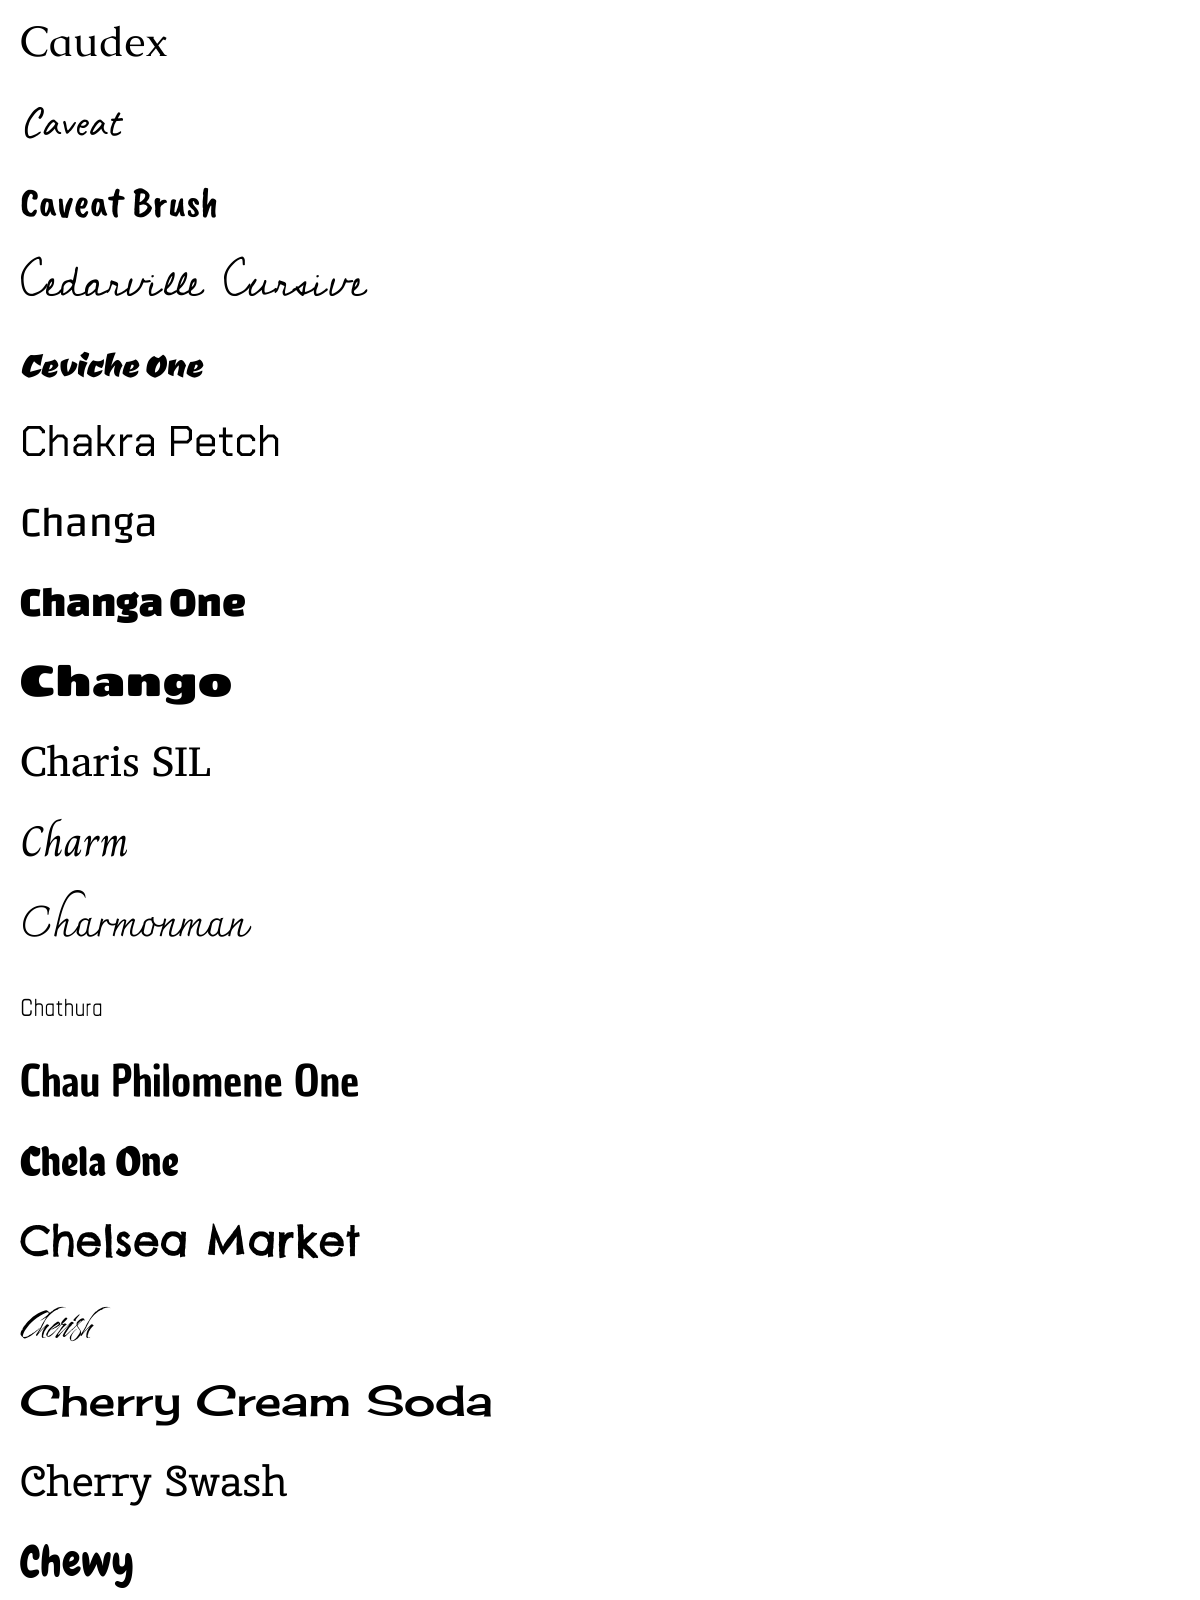 Caudex
Caveat
Caveat Brush
Cedarville Cursive
Ceviche One
Chakra Petch
Changa
Changa One
Chango
Charis SIL
Charm
Charmonman
Chathura
Chau Philomene One
Chela One
Chelsea Market
Cherish
Cherry Cream Soda
Cherry Swash
Chewy